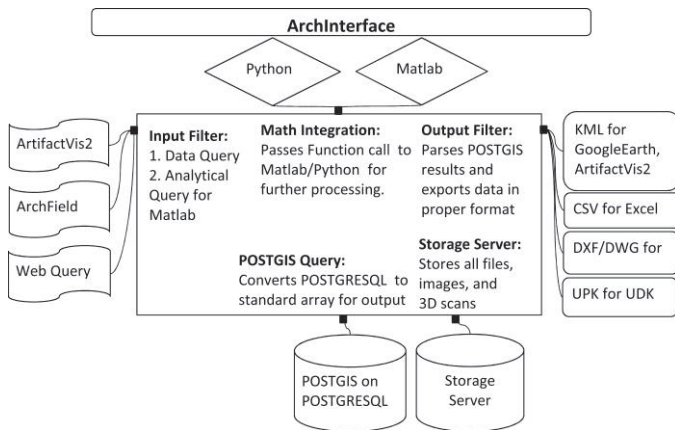 ArchInterface
Python
Matlab
ArtifactVis2
ArchField
Web Query
Input Filter:
1. Data Query
2. Analytical
Query for
Matlab
Math Integration:
Passes Function call to
Matlab/Python for
further processing.
Output Filter:
Parses POSTGIS
results and
exports data in
proper format
POSTGIS Query:
Converts POSTGRESQL to
standard array for output
Storage Server:
Stores all files,
images, and
3D scans
KML for
GoogleEarth,
ArtifactVis2
CSV for Excel
DXF/DWG for
UPK for UDK
POSTGIS on
POSTGRESQL
Storage
Server